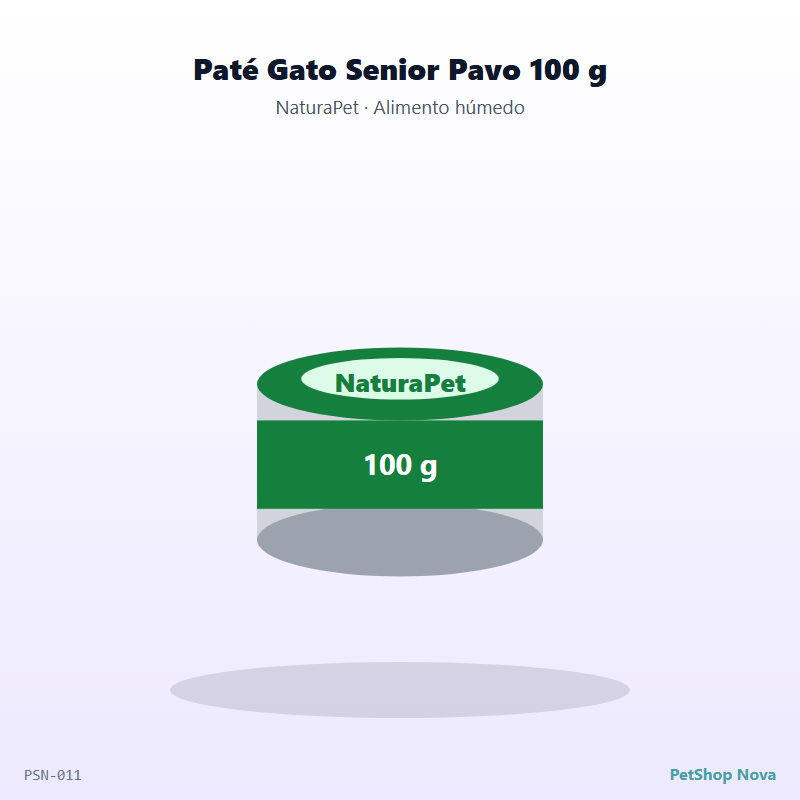 Paté Gato Senior Pavo 100 g
NaturaPet · Alimento húmedo
NaturaPet
100 g
PSN-011
PetShop Nova